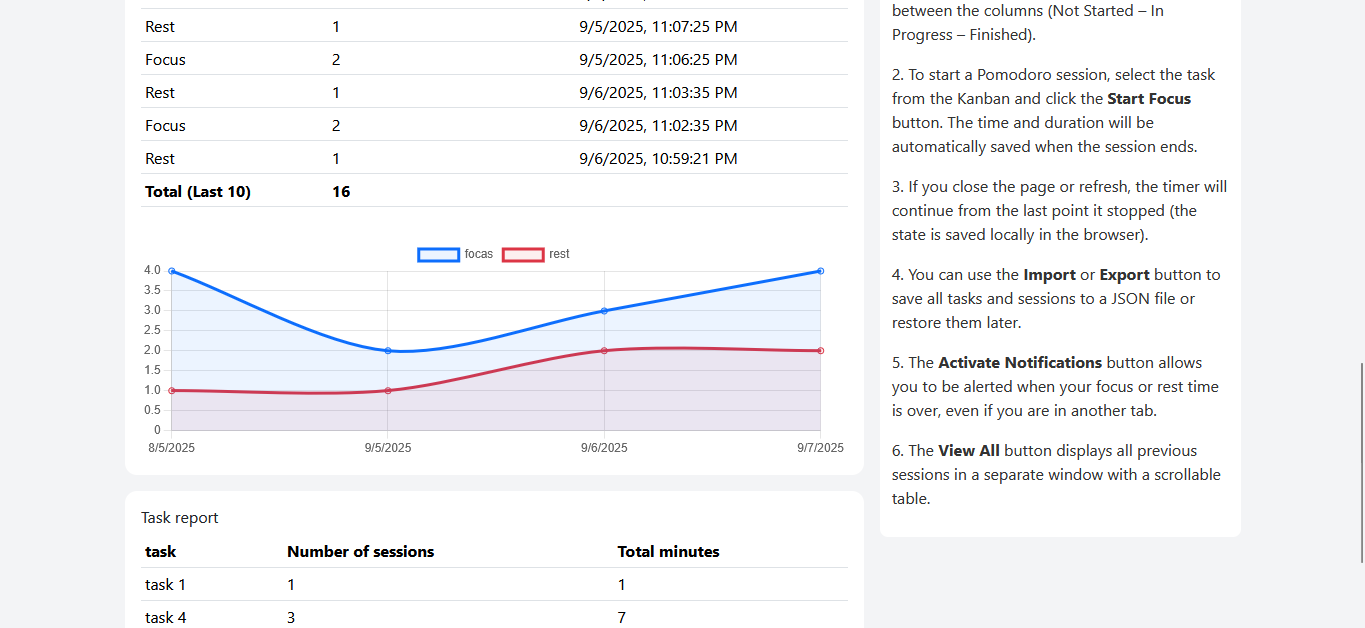 Rest 1 9/5/2025, 11:07:25 PM
Focus 2 9/5/2025, 11:06:25 PM
Rest 1 9/6/2025, 11:03:35 PM
Focus 2 9/6/2025, 11:02:35 PM
Rest 1 9/6/2025, 10:59:21 PM
Total (Last 10) 16
focas rest
4.0
3.5
3.0
2.5
2.0
1.5
1.0
0.5
0
8/5/2025 9/5/2025 9/6/2025 9/7/2025
Task report
task Number of sessions Total minutes
task 1 1 1
task 4 3 7
between the columns (Not Started – In
Progress – Finished).
2. To start a Pomodoro session, select the task
from the Kanban and click the Start Focus
button. The time and duration will be
automatically saved when the session ends.
3. If you close the page or refresh, the timer will
continue from the last point it stopped (the
state is saved locally in the browser).
4. You can use the Import or Export button to
save all tasks and sessions to a JSON file or
restore them later.
5. The Activate Notifications button allows
you to be alerted when your focus or rest time
is over, even if you are in another tab.
6. The View All button displays all previous
sessions in a separate window with a scrollable
table.